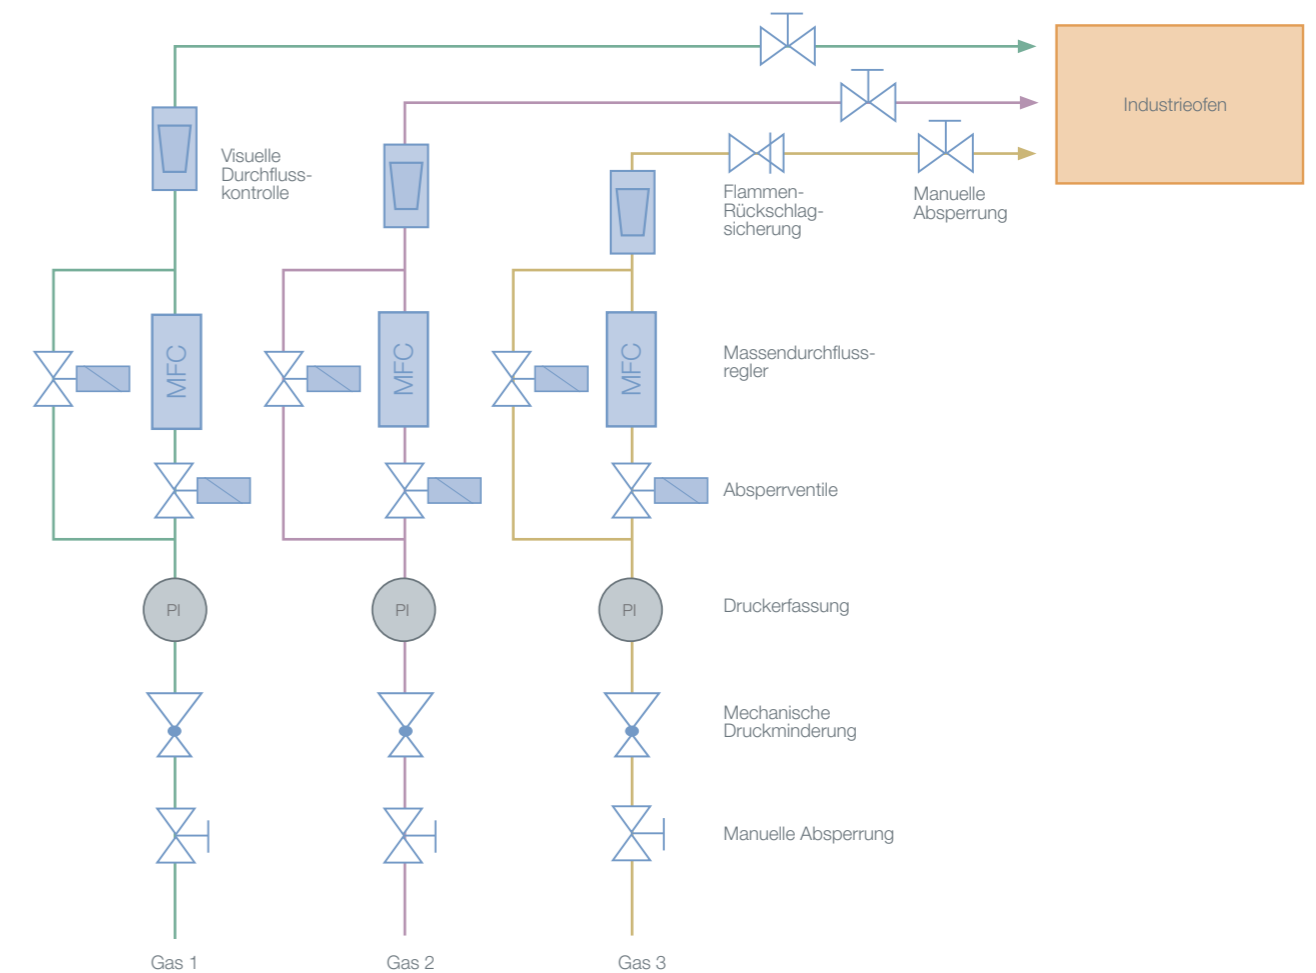 Industrieofen
Visuelle
Durchfluss-
kontrolle
Flammen-
Rückschlag-
sicherung
Manuelle
Absperrung
MFC
MFC
MFC
Massendurchfluss-
regler
Absperrventile
PI
PI
PI
Druckerfassung
Mechanische
Druckminderung
Manuelle Absperrung
Gas 1
Gas 2
Gas 3